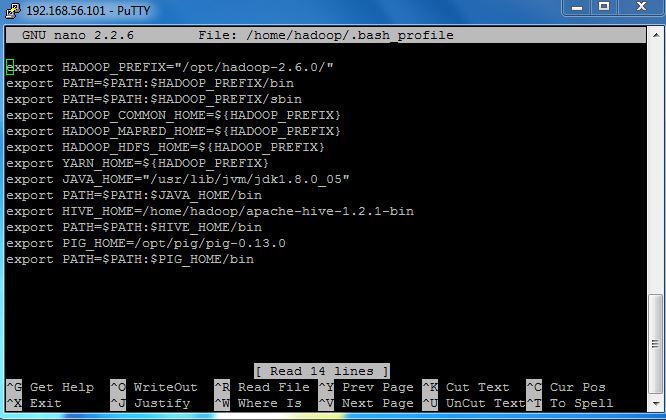 192.168.56.101 - PuTTY
GNU nano 2.2.6 File: /home/hadoop/.bash_profile
export HADOOP_PREFIX="/opt/hadoop-2.6.0/"
export PATH=$PATH:$HADOOP_PREFIX/bin
export PATH=$PATH:$HADOOP_PREFIX/sbin
export HADOOP_COMMON_HOME=${HADOOP_PREFIX}
export HADOOP_MAPRED_HOME=${HADOOP_PREFIX}
export HADOOP_HDFS_HOME=${HADOOP_PREFIX}
export YARN_HOME=${HADOOP_PREFIX}
export JAVA_HOME="/usr/lib/jvm/jdk1.8.0_05"
export PATH=$PATH:$JAVA_HOME/bin
export HIVE_HOME=/home/hadoop/apache-hive-1.2.1-bin
export PATH=$PATH:$HIVE_HOME/bin
export PIG_HOME=/opt/pig/pig-0.13.0
export PATH=$PATH:$PIG_HOME/bin
[ Read 14 lines ]
^G Get Help ^O WriteOut ^R Read File ^Y Prev Page ^K Cut Text ^C Cur Pos
^X Exit ^J Justify ^W Where Is ^V Next Page ^U UnCut Text ^T To Spell